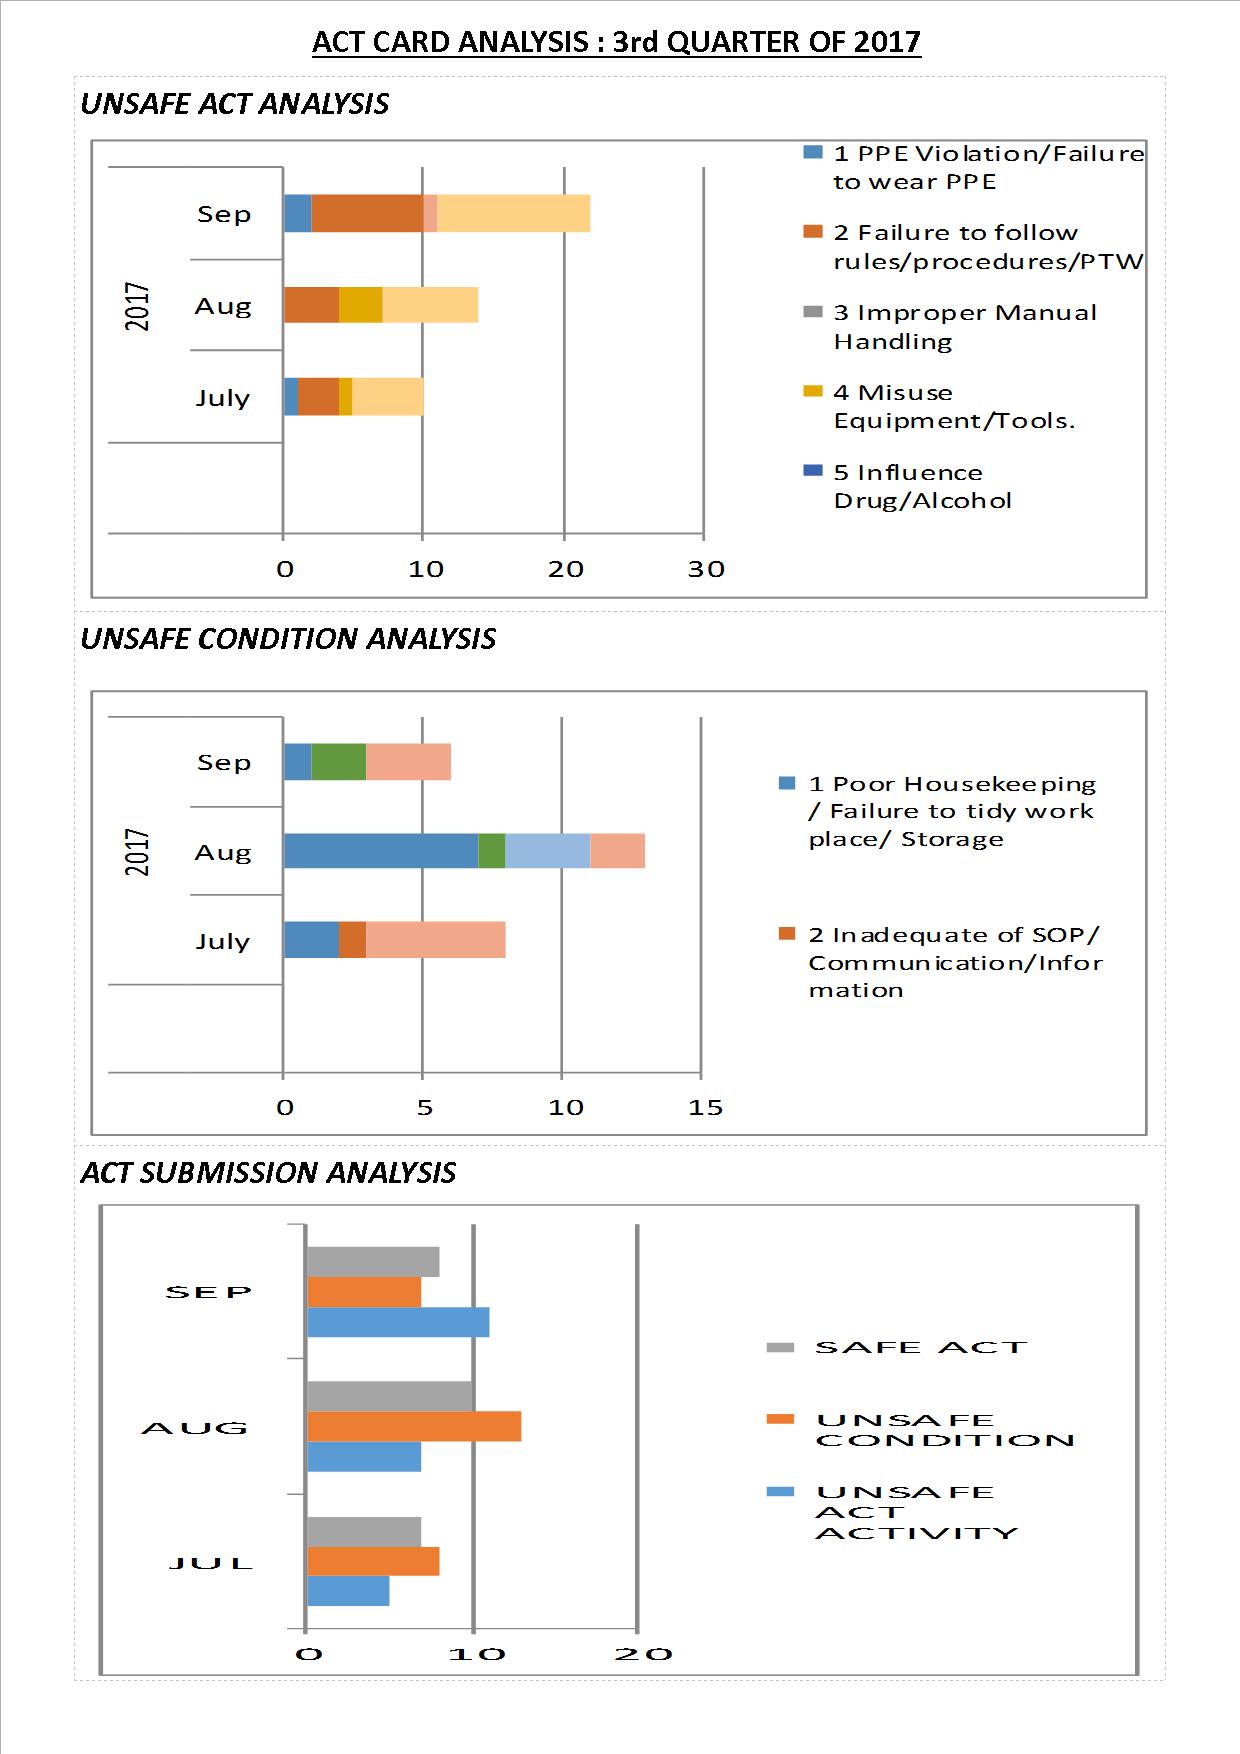 ACT CARD ANALYSIS : 3rd QUARTER OF 2017
UNSAFE ACT ANALYSIS
2017
Sep
Aug
July
0 10 20 30
1 PPE Violation/Failure
to wear PPE
2 Failure to follow
rules/procedures/PTW
3 Improper Manual
Handling
4 Misuse
Equipment/Tools.
5 Influence
Drug/Alcohol
UNSAFE CONDITION ANALYSIS
2017
Sep
Aug
July
0 5 10 15
1 Poor Housekeeping
/ Failure to tidy work
place/ Storage
2 Inadequate of SOP/
Communication/Infor
mation
ACT SUBMISSION ANALYSIS
SEP
AUG
JUL
0 10 20
SAFE ACT
UNSAFE
CONDITION
UNSAFE
ACT
ACTIVITY